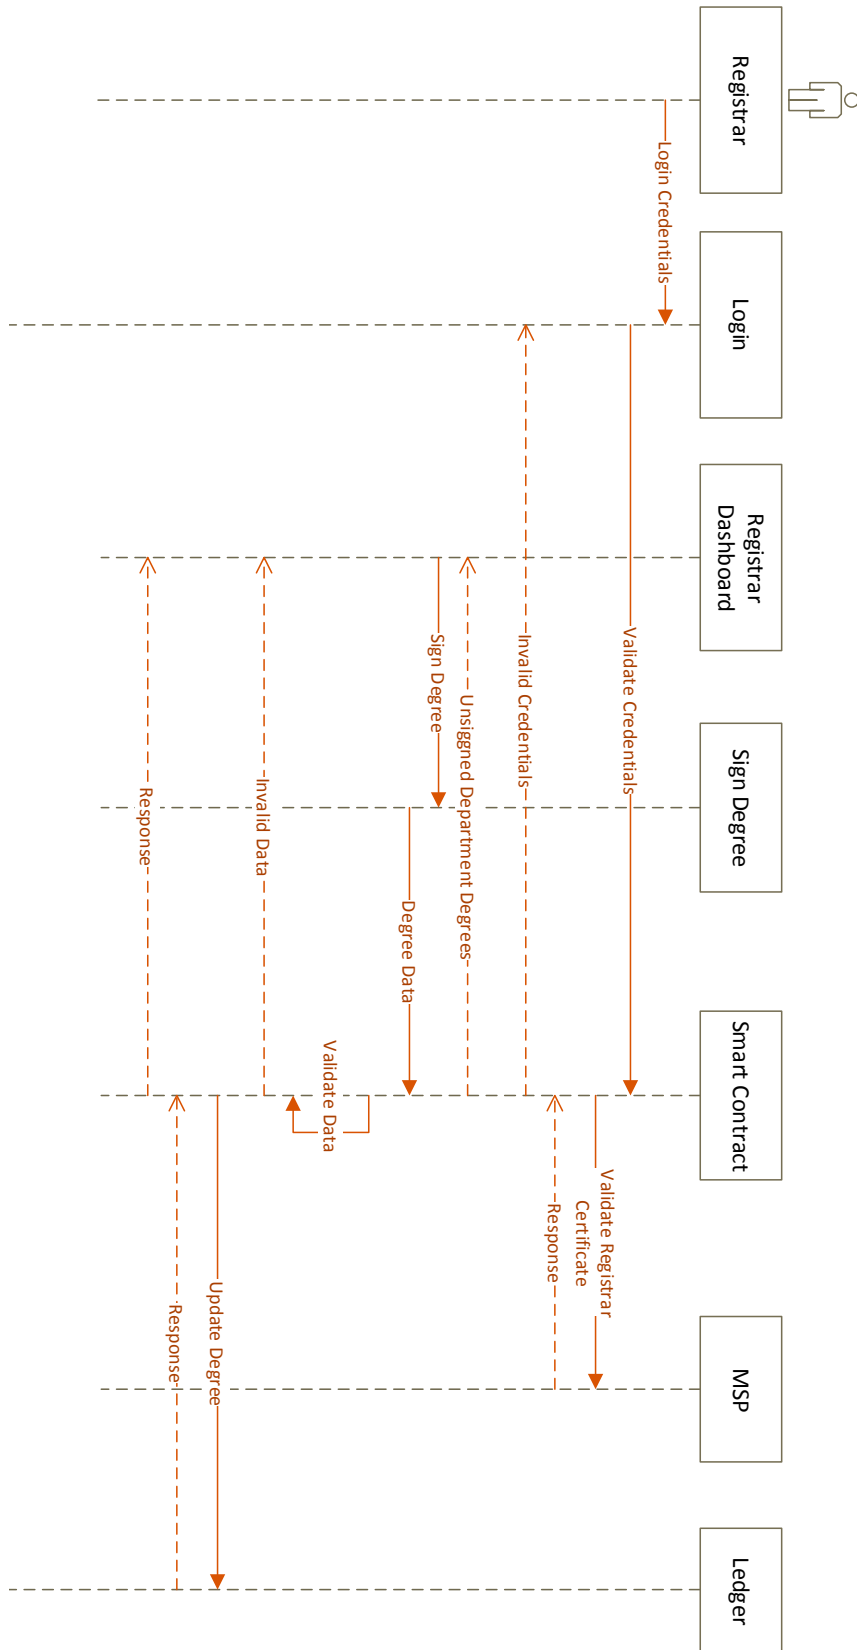 Registrar
Login
Registrar
Dashboard
Sign Degree
Smart Contract
MSP
Ledger
Login Credentials
Validate Credentials
Validate Registrar
Certificate
Response
Invalid Credentials
Unsiggned Department Degrees
Sign Degree
Degree Data
Validate Data
Invalid Data
Update Degree
Response
Response